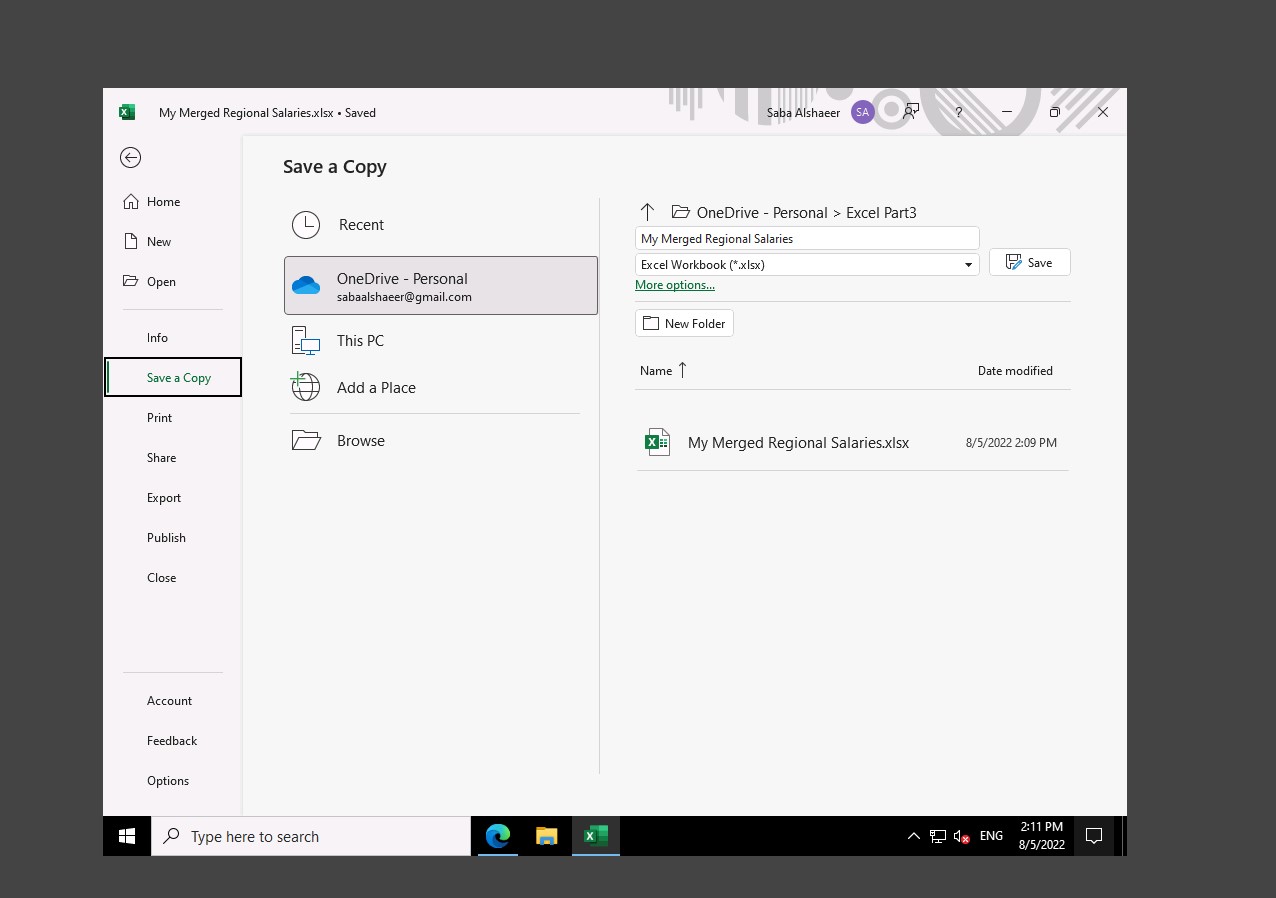 My Merged Regional Salaries.xlsx • Saved
Saba Alshaeer
SA
?
Home
New
Open
Info
Save a Copy
Print
Share
Export
Publish
Close
Account
Feedback
Options
Save a Copy
Recent
OneDrive - Personal
sabaalshaeer@gmail.com
This PC
Add a Place
Browse
OneDrive - Personal > Excel Part3
My Merged Regional Salaries
Excel Workbook (*.xlsx)
Save
More options...
New Folder
Name
Date modified
My Merged Regional Salaries.xlsx
8/5/2022 2:09 PM
Type here to search
ENG
2:11 PM
8/5/2022